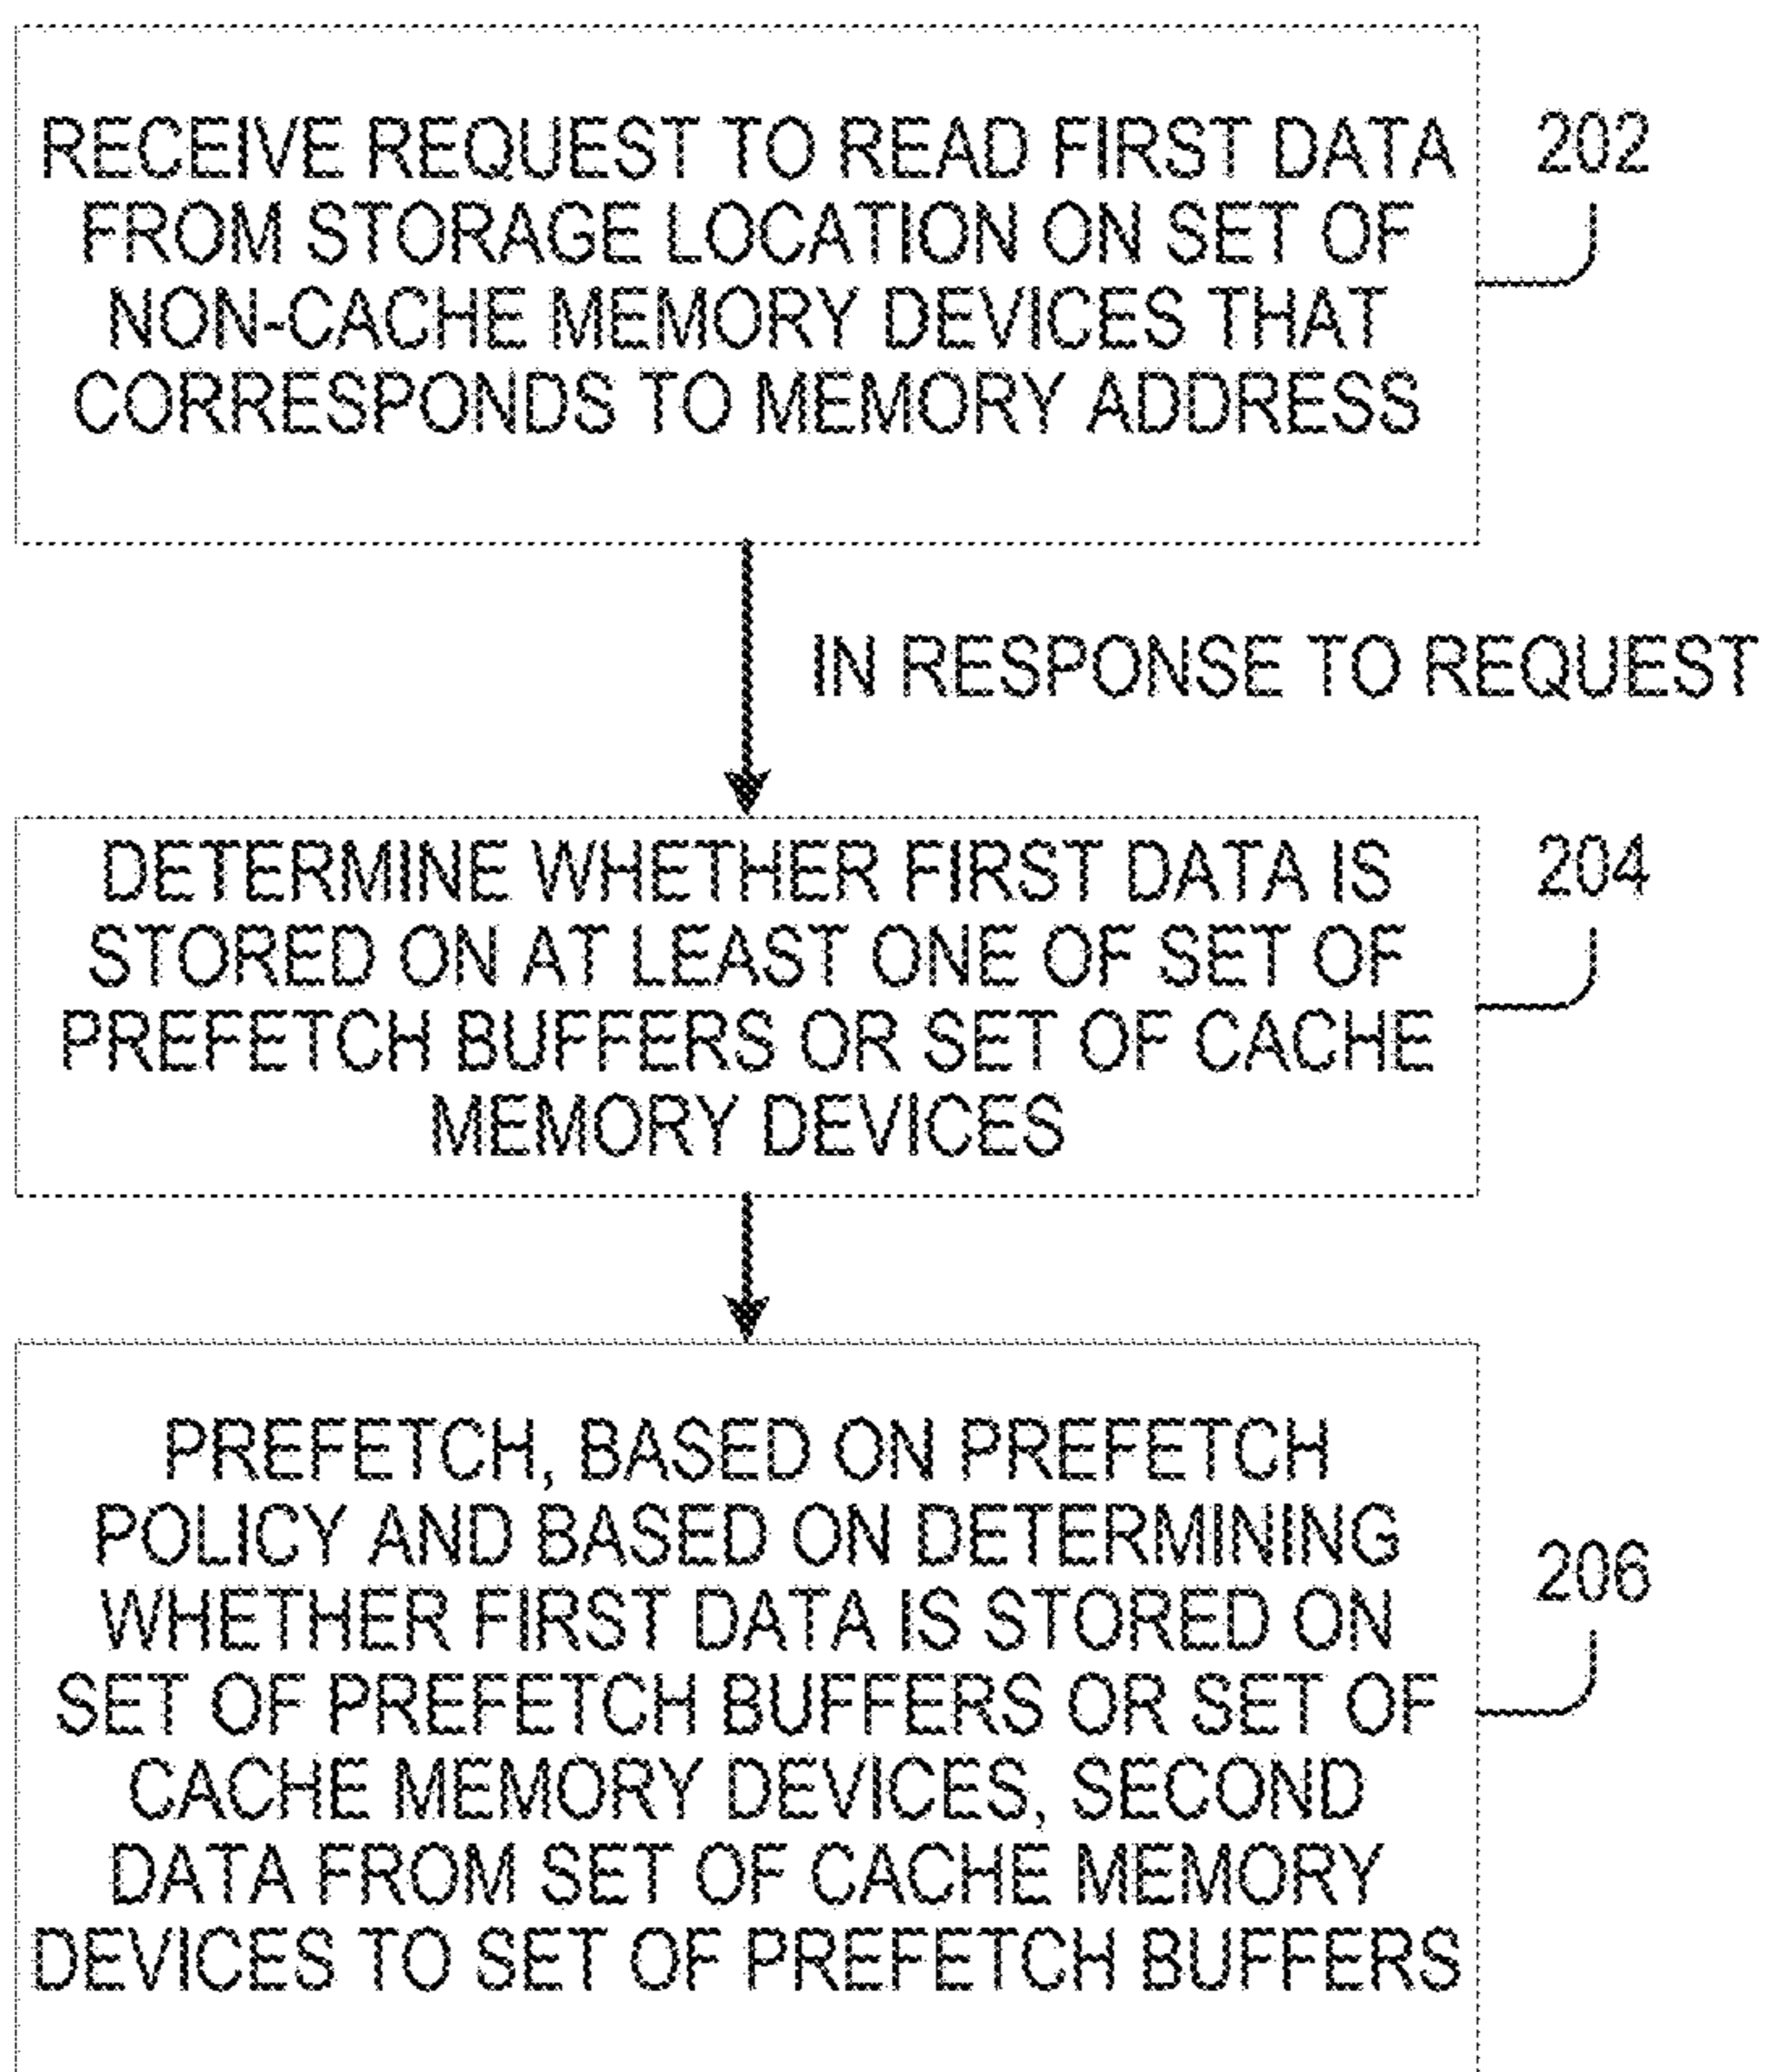 RECEIVE REQUEST TO READ FIRST DATA
FROM STORAGE LOCATION ON SET OF
NON-CACHE MEMORY DEVICES THAT
CORRESPONDS TO MEMORY ADDRESS
202
IN RESPONSE TO REQUEST
DETERMINE WHETHER FIRST DATA IS
STORED ON AT LEAST ONE OF SET OF
PREFETCH BUFFERS OR SET OF CACHE
MEMORY DEVICES
204
PREFETCH, BASED ON PREFETCH
POLICY AND BASED ON DETERMINING
WHETHER FIRST DATA IS STORED ON
SET OF PREFETCH BUFFERS OR SET OF
CACHE MEMORY DEVICES, SECOND
DATA FROM SET OF CACHE MEMORY
DEVICES TO SET OF PREFETCH BUFFERS
206